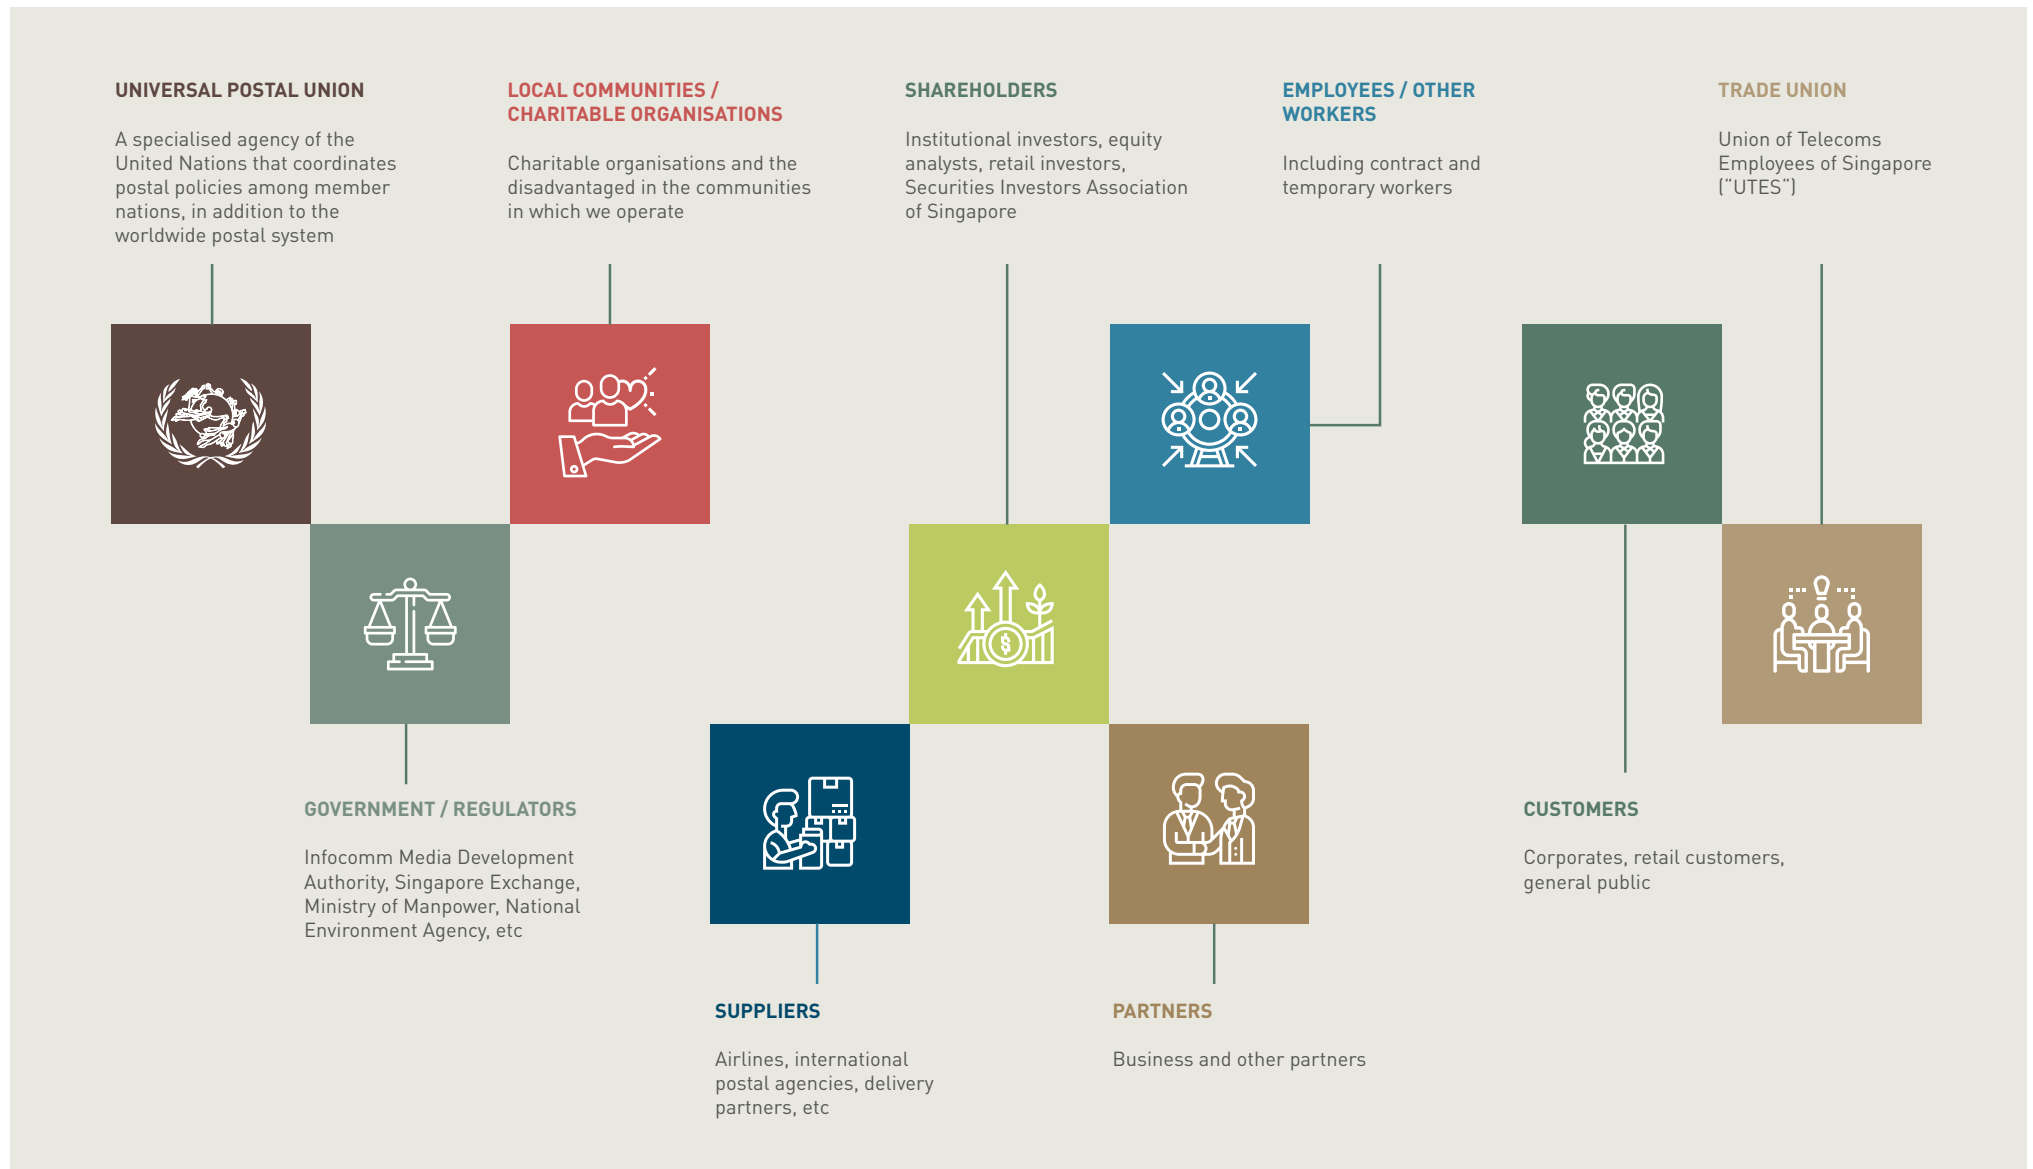 UNIVERSAL POSTAL UNION
A specialised agency of the
United Nations that coordinates
postal policies among member
nations, in addition to the
worldwide postal system
LOCAL COMMUNITIES /
CHARITABLE ORGANISATIONS
Charitable organisations and the
disadvantaged in the communities
in which we operate
SHAREHOLDERS
Institutional investors, equity
analysts, retail investors,
Securities Investors Association
of Singapore
EMPLOYEES / OTHER
WORKERS
Including contract and
temporary workers
TRADE UNION
Union of Telecoms
Employees of Singapore
(“UTES“)
$
GOVERNMENT / REGULATORS
Infocomm Media Development
Authority, Singapore Exchange,
Ministry of Manpower, National
Environment Agency, etc
CUSTOMERS
Corporates, retail customers,
general public
SUPPLIERS
Airlines, international
postal agencies, delivery
partners, etc
PARTNERS
Business and other partners